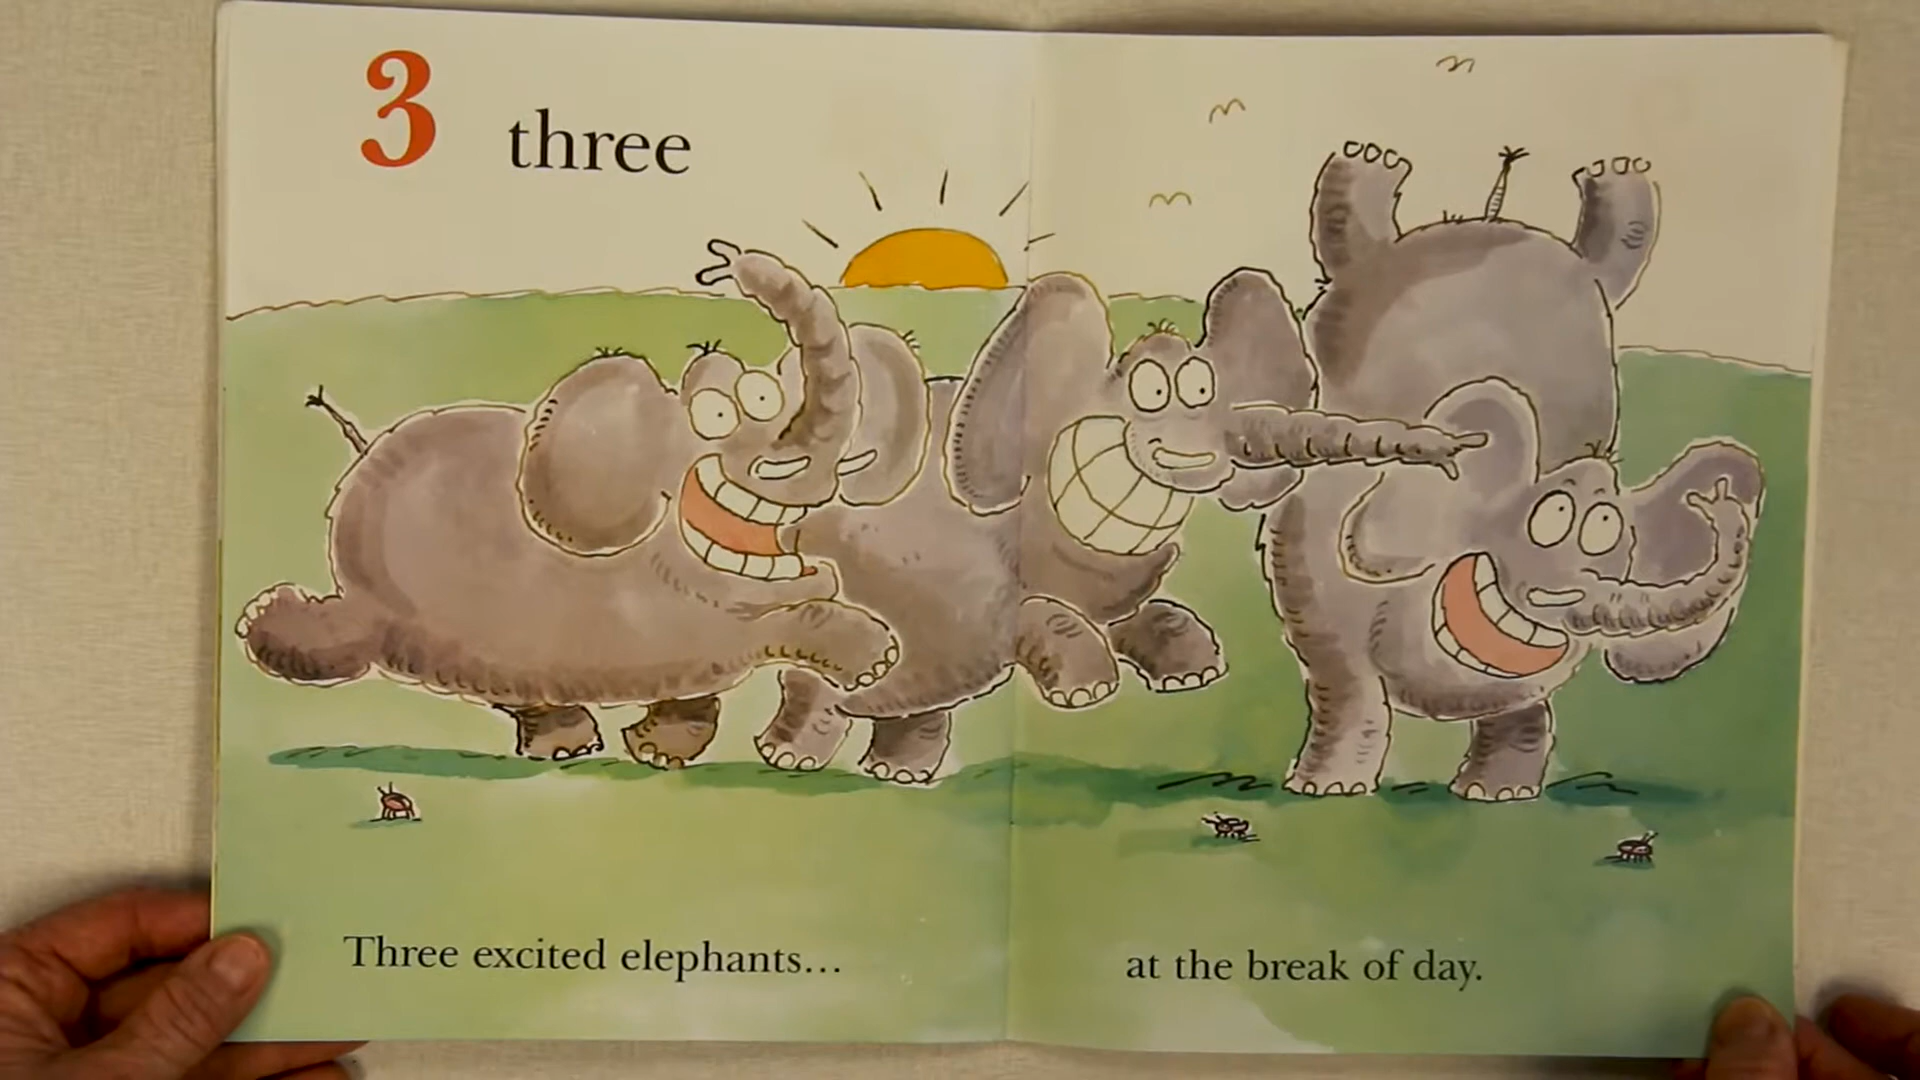 3 three
Three excited elephants...
at the break of day.